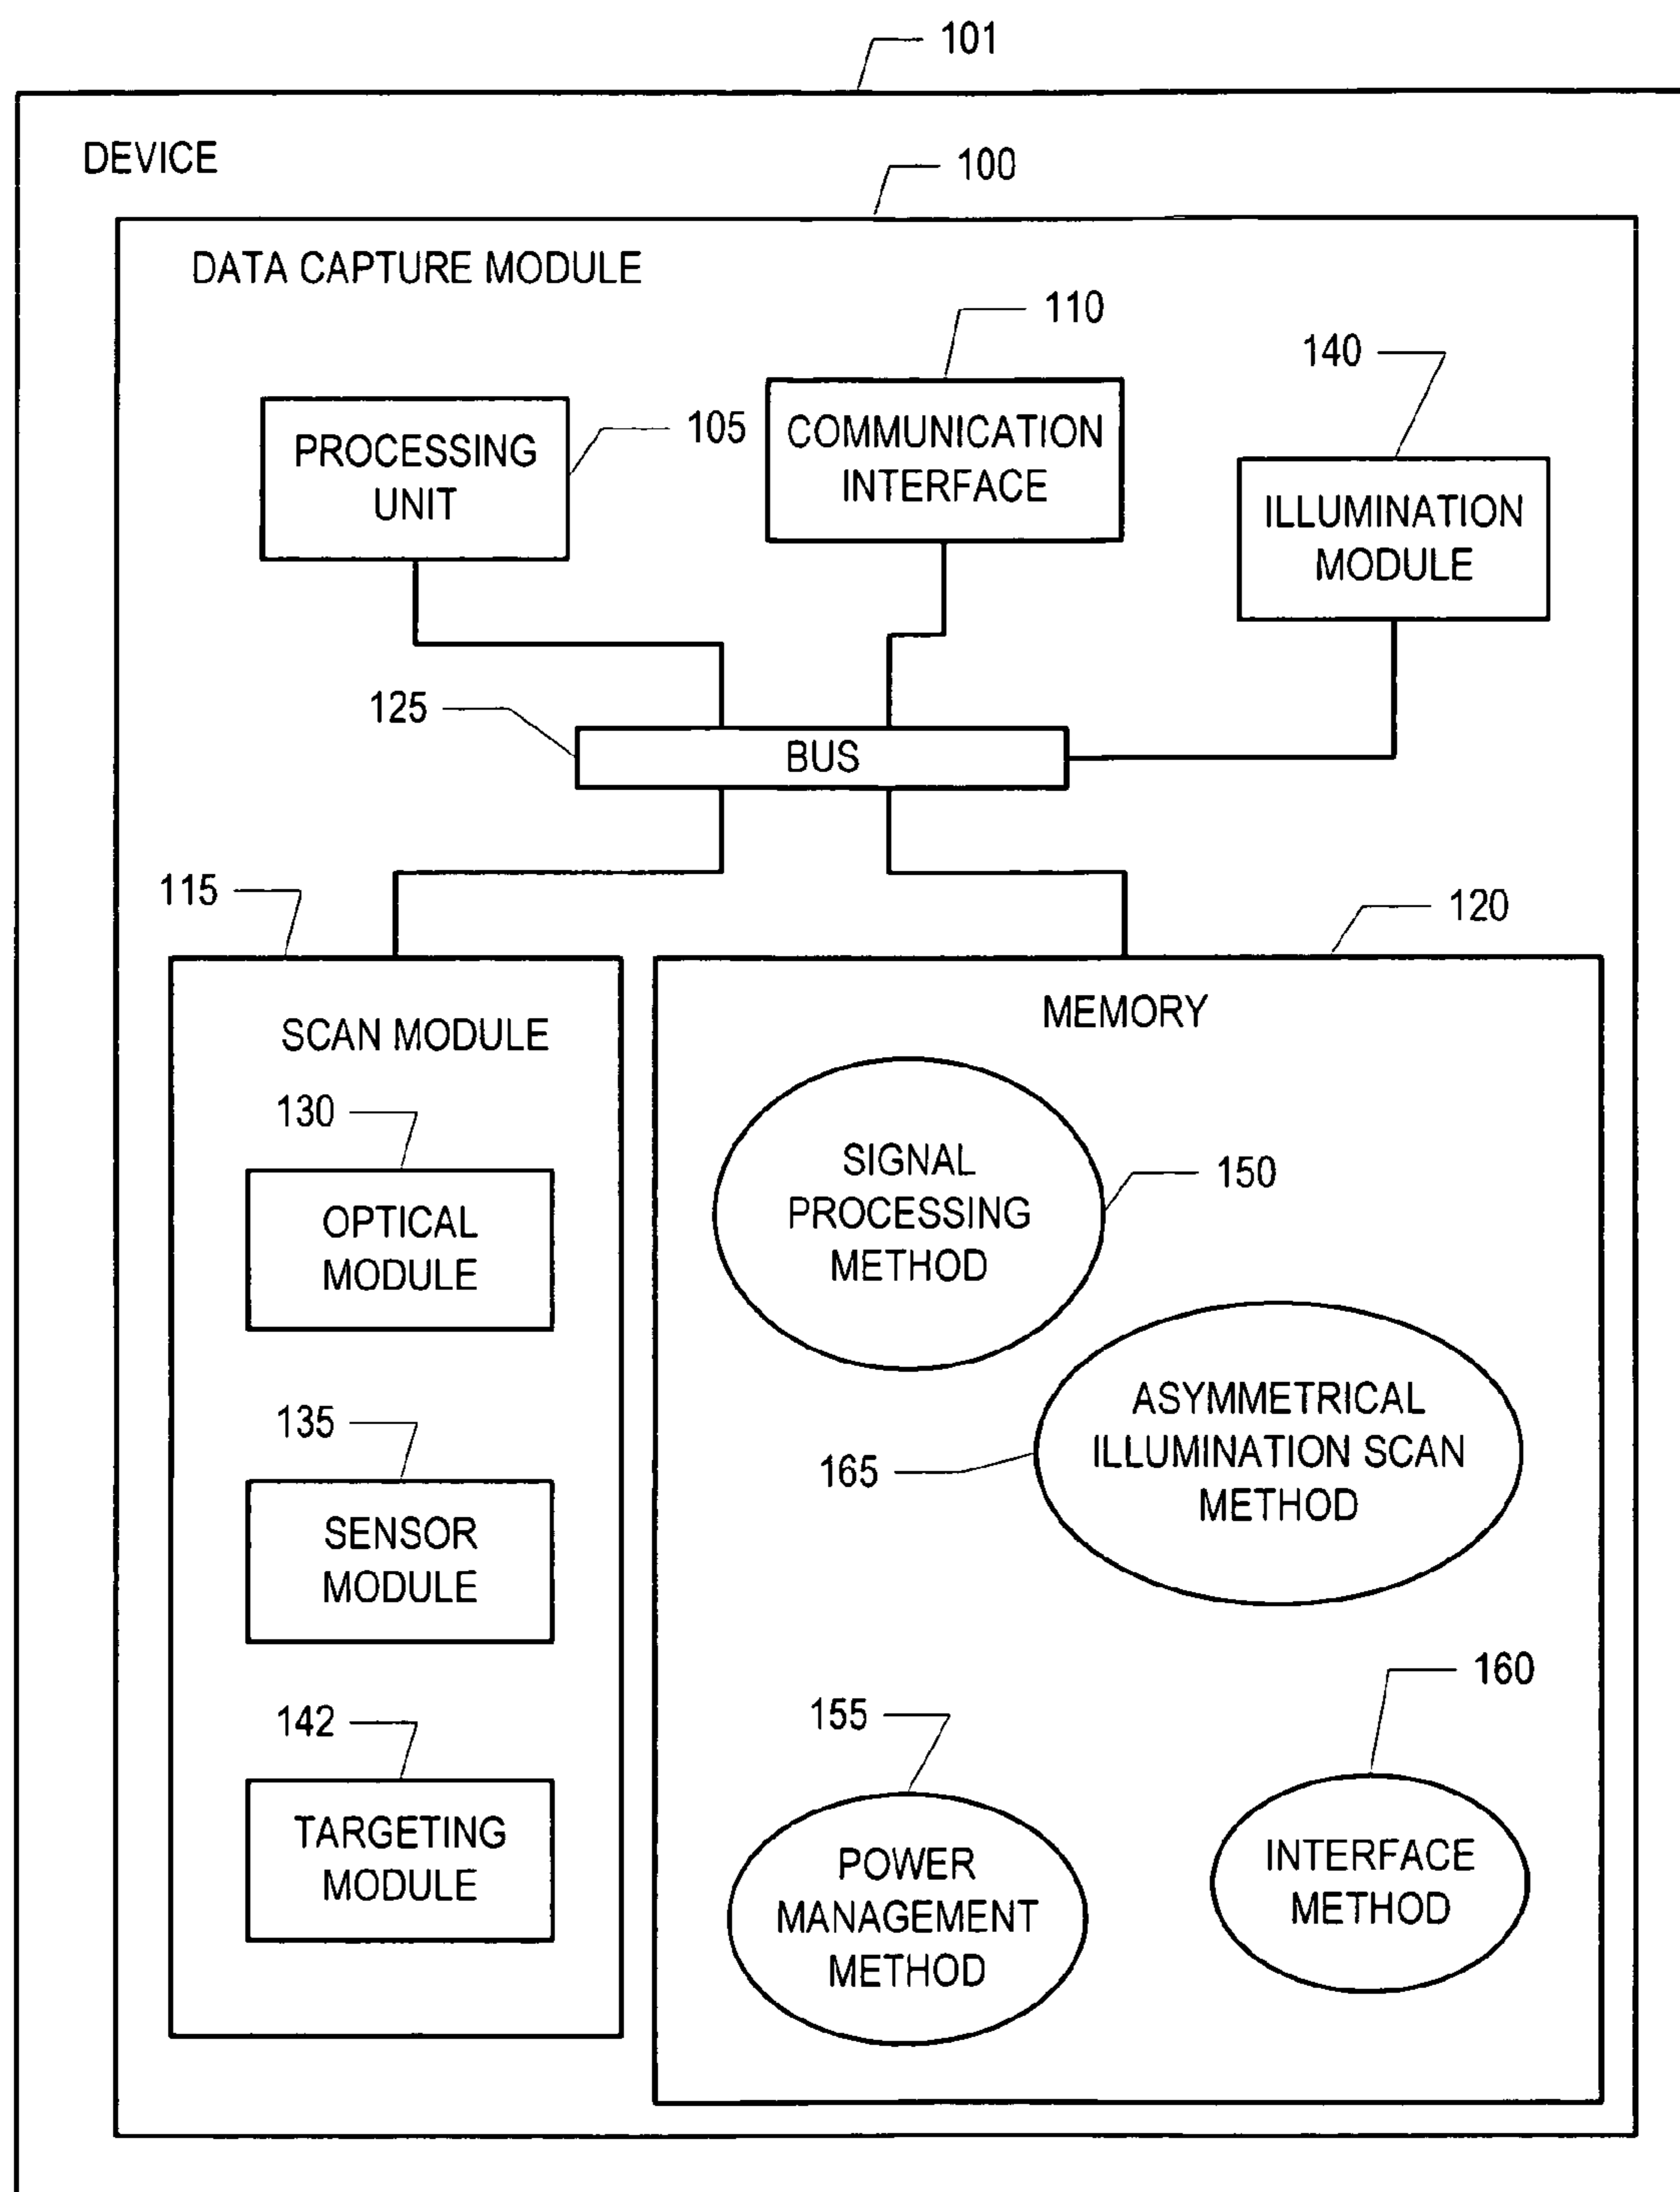 101
DEVICE
100
DATA CAPTURE MODULE
110
140
105
PROCESSING
UNIT
COMMUNICATION
INTERFACE
ILLUMINATION
MODULE
125
BUS
115
120
SCAN MODULE
MEMORY
130
OPTICAL
MODULE
135
SENSOR
MODULE
142
TARGETING
MODULE
SIGNAL
PROCESSING
METHOD
150
ASYMMETRICAL
ILLUMINATION SCAN
METHOD
165
155
POWER
MANAGEMENT
METHOD
160
INTERFACE
METHOD